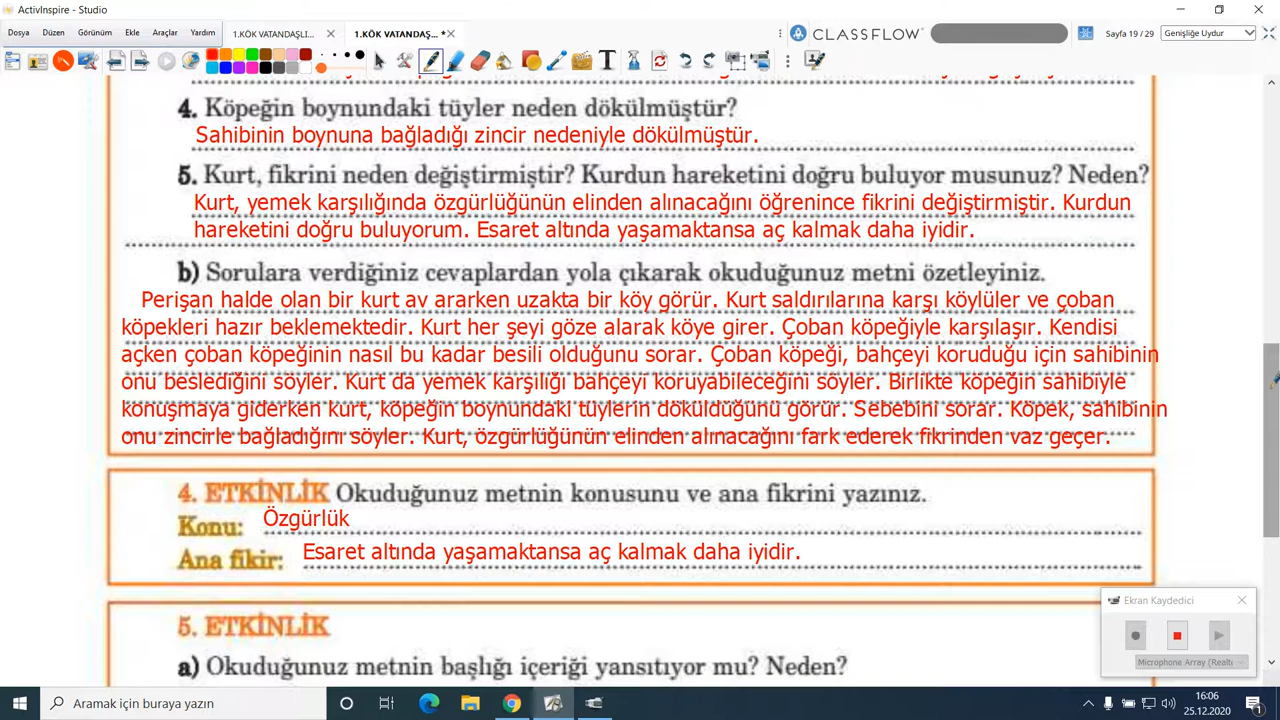 ActivInspire - Studio
Dosya Düzen Görünüm Ekle Araçlar Yardım
1.KÖK VATANDAŞLI...
1.KÖK VATANDAŞ... *
CLASSFLOW
Sayfa 19 / 29
Genişliğe Uydur
4. Köpeğin boynundaki tüyler neden dökülmüştür?
Sahibinin boynuna bağladığı zincir nedeniyle dökülmüştür.
5. Kurt, fikrini neden değiştirmiştir? Kurdun hareketini doğru buluyor musunuz? Neden?
Kurt, yemek karşılığında özgürlüğünün elinden alınacağını öğrenince fikrini değiştirmiştir. Kurdun
hareketini doğru buluyorum. Esaret altında yaşamaktansa aç kalmak daha iyidir.
b) Sorulara verdiğiniz cevaplardan yola çıkarak okuduğunuz metni özetleyiniz.
Perişan halde olan bir kurt av ararken uzakta bir köy görür. Kurt saldırılarına karşı köylüler ve çoban
köpekleri hazır beklemektedir. Kurt her şeyi göze alarak köye girer. Çoban köpeğiyle karşılaşır. Kendisi
açken çoban köpeğinin nasıl bu kadar besili olduğunu sorar. Çoban köpeği, bahçeyi koruduğu için sahibinin
onu beslediğini söyler. Kurt da yemek karşılığı bahçeyi koruyabileceğini söyler. Birlikte köpeğin sahibiyle
konuşmaya giderken kurt, köpeğin boynundaki tüylerin döküldüğünü görür. Sebebini sorar. Köpek, sahibinin
onu zincirle bağladığını söyler. Kurt, özgürlüğünün elinden alınacağını fark ederek fikrinden vaz geçer.
4. ETKİNLİK Okuduğunuz metnin konusunu ve ana fikrini yazınız.
Konu: Özgürlük
Ana fikir: Esaret altında yaşamaktansa aç kalmak daha iyidir.
5. ETKİNLİK
a) Okuduğunuz metnin başlığı içeriği yansıtıyor mu? Neden?
Ekran Kaydedici
Microphone Array (Realte
Aramak için buraya yazın
16:06
25.12.2020
1